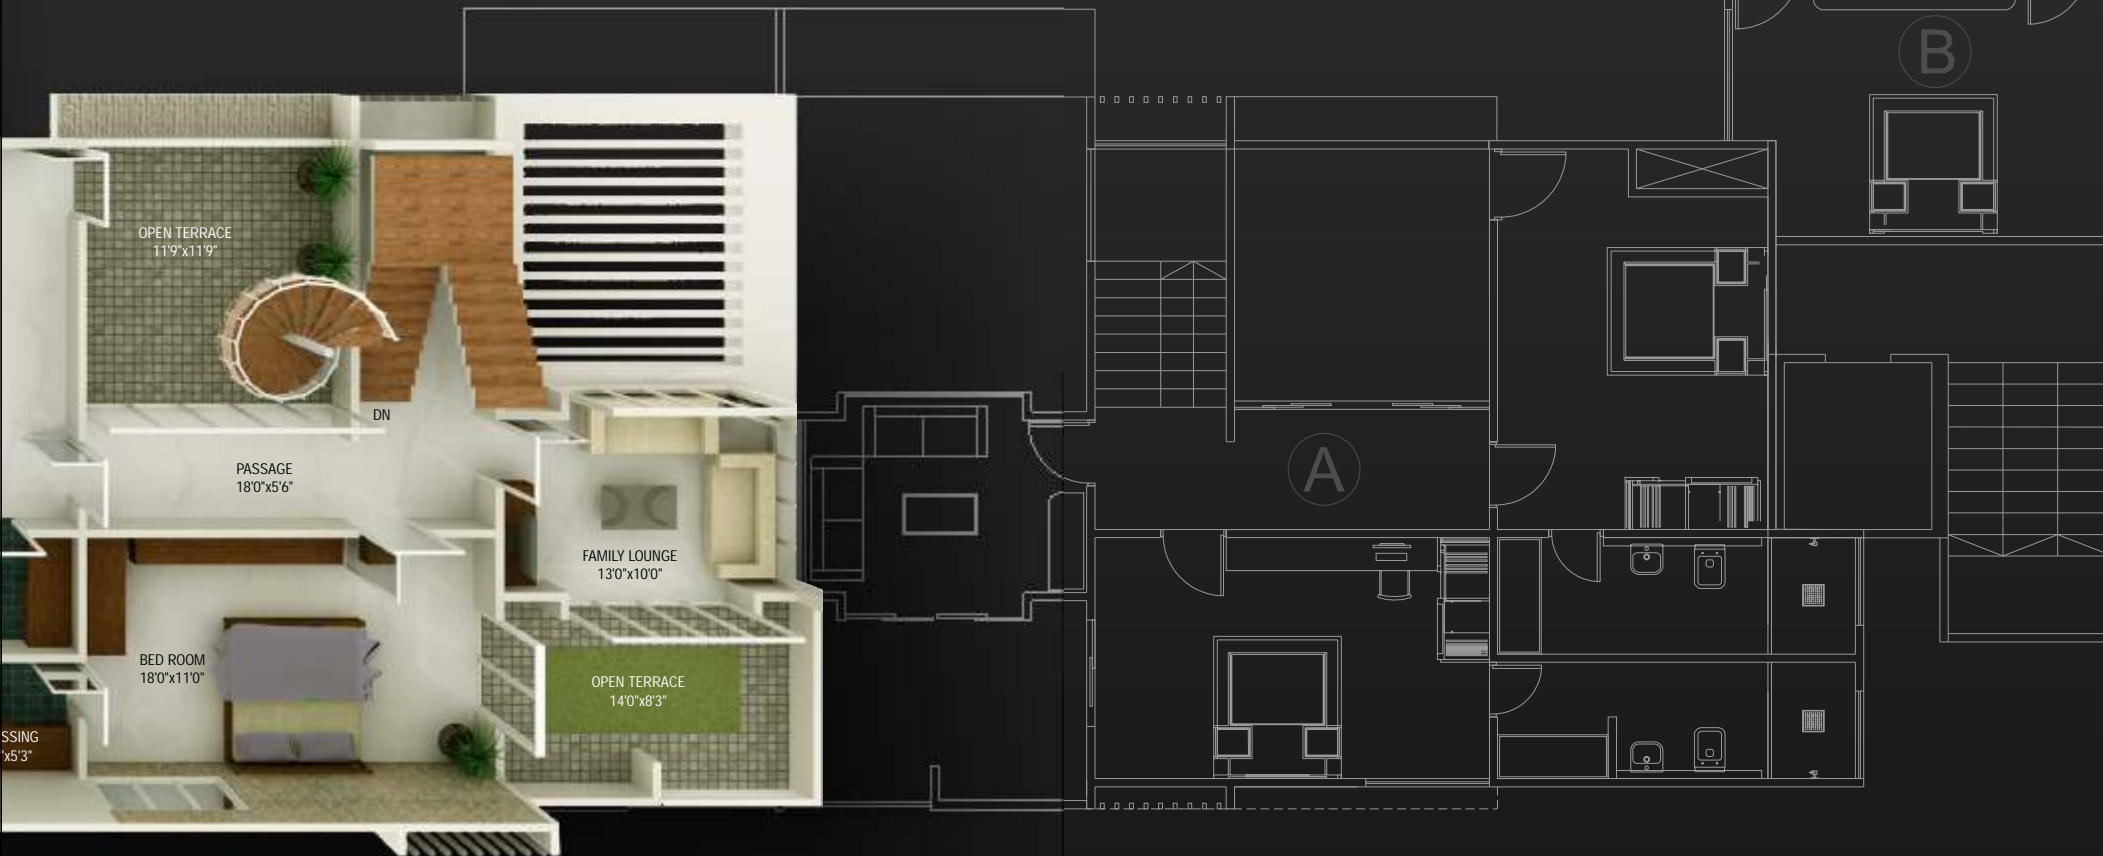 B
OPEN TERRACE
11'9"x11'9"
DN
PASSAGE
18'0"x5'6"
A
FAMILY LOUNGE
13'0"x10'0"
BED ROOM
18'0"x11'0"
OPEN TERRACE
14'0"x8'3"
SSING
'x5'3"